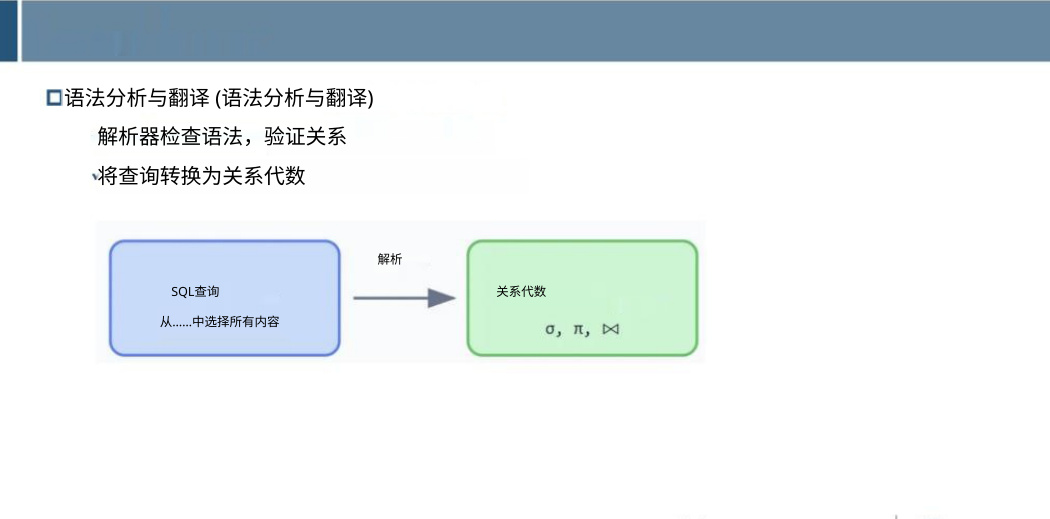 语法分析与翻译 (语法分析与翻译)
解析器检查语法，验证关系
将查询转换为关系代数
解析
SQL查询
从......中选择所有内容
关系代数
σ, π, ⋈